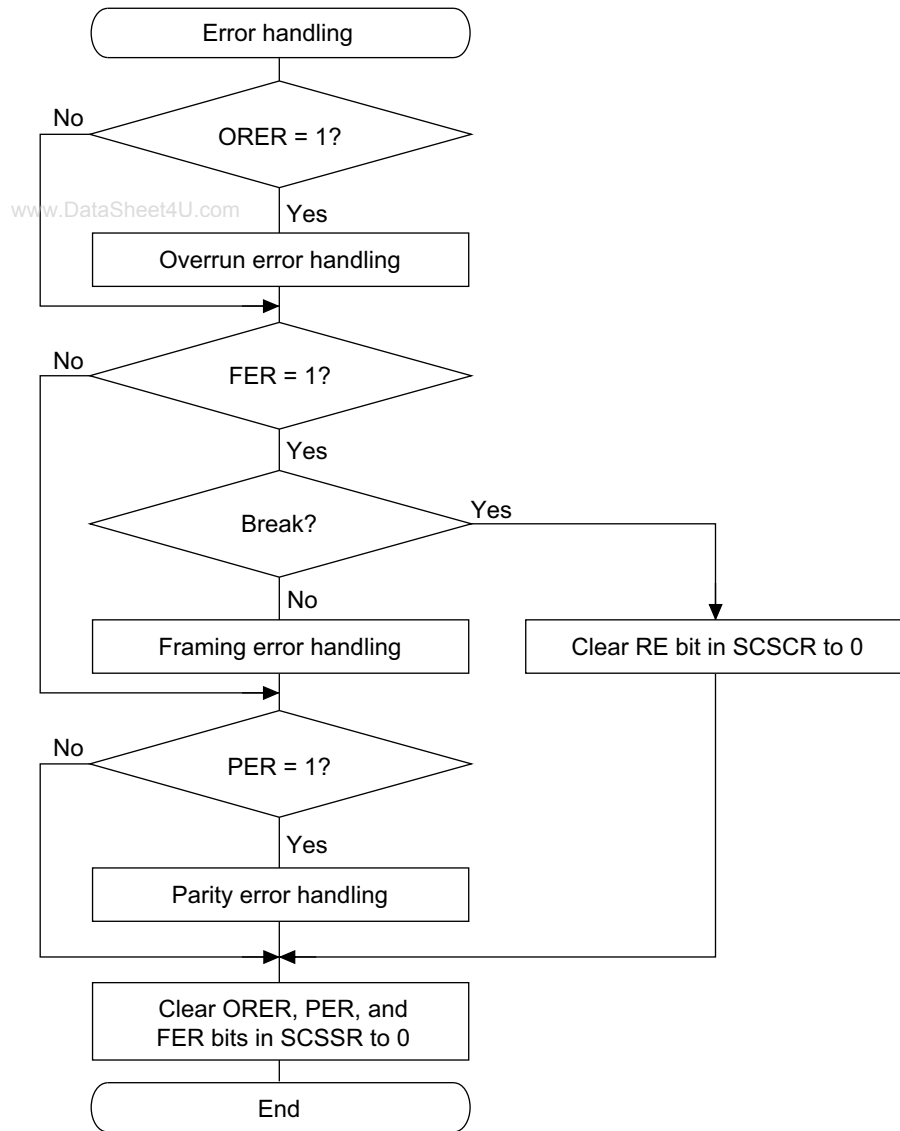 Error handling
No
ORER = 1?
www.DataSheet4U.com
Yes
Overrun error handling
No
FER = 1?
Yes
Break?
Yes
No
Framing error handling
Clear RE bit in SCSCR to 0
No
PER = 1?
Yes
Parity error handling
Clear ORER, PER, and
FER bits in SCSSR to 0
End